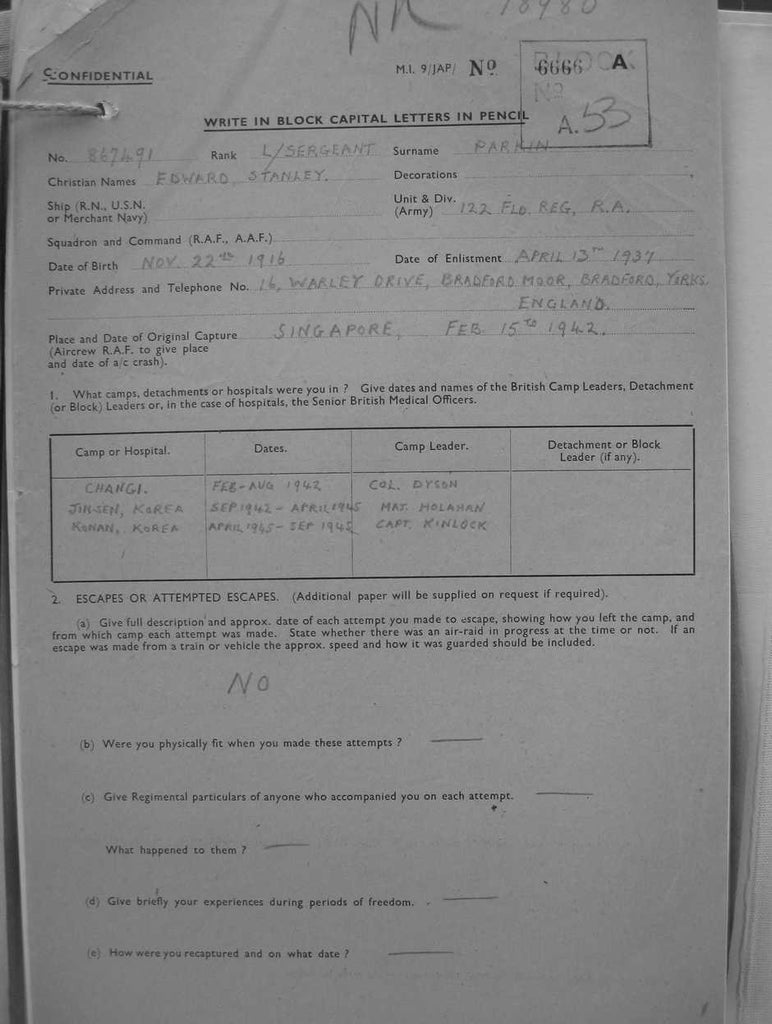 NR 18980
CONFIDENTIAL
M.I. 9/JAP/ No 6666 A
BLOCK
No
A. 53
WRITE IN BLOCK CAPITAL LETTERS IN PENCIL
No. 867491 Rank L/SERGEANT Surname PARKIN
Christian Names EDWARD STANLEY. Decorations
Ship (R.N., U.S.N. or Merchant Navy)
Unit & Div. (Army) 122 FLD. REG, R.A.
Squadron and Command (R.A.F., A.A.F.)
Date of Birth NOV. 22ND 1916 Date of Enlistment APRIL 13TH 1937
Private Address and Telephone No. 16, WARLEY DRIVE, BRADFORD MOOR, BRADFORD, YORKS.
ENGLAND.
Place and Date of Original Capture SINGAPORE, FEB. 15TH 1942.
(Aircrew R.A.F. to give place
and date of a/c crash).
1. What camps, detachments or hospitals were you in ? Give dates and names of the British Camp Leaders, Detachment
(or Block) Leaders or, in the case of hospitals, the Senior British Medical Officers.
Camp or Hospital. Dates. Camp Leader. Detachment or Block
Leader (if any).
CHANGI. FEB-AUG 1942 COL. DYSON
JINSEN, KOREA SEP 1942 - APRIL 1945 MAJ. MOLAHAN
KONAN, KOREA APRIL 1945 - SEP 1945 CAPT. KINLOCK
2. ESCAPES OR ATTEMPTED ESCAPES. (Additional paper will be supplied on request if required).
(a) Give full description and approx. date of each attempt you made to escape, showing how you left the camp, and
from which camp each attempt was made. State whether there was an air-raid in progress at the time or not. If an
escape was made from a train or vehicle the approx. speed and how it was guarded should be included.
NO
(b) Were you physically fit when you made these attempts ?
(c) Give Regimental particulars of anyone who accompanied you on each attempt.
What happened to them ?
(d) Give briefly your experiences during periods of freedom.
(e) How were you recaptured and on what date ?